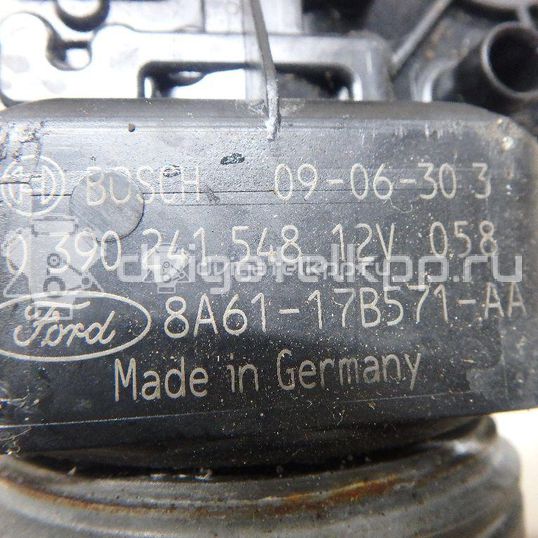 BOSCH 09-06-30 3
0 390 241 548 12V 058
Ford 8A61-17B571-AA
Made in Germany